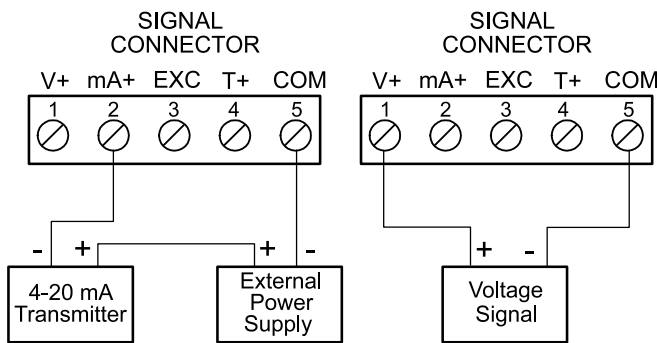 SIGNAL
CONNECTOR
V+ mA+ EXC T+ COM
1 2 3 4 5
- + + -
4-20 mA
Transmitter
External
Power
Supply
SIGNAL
CONNECTOR
V+ mA+ EXC T+ COM
1 2 3 4 5
+ -
Voltage
Signal